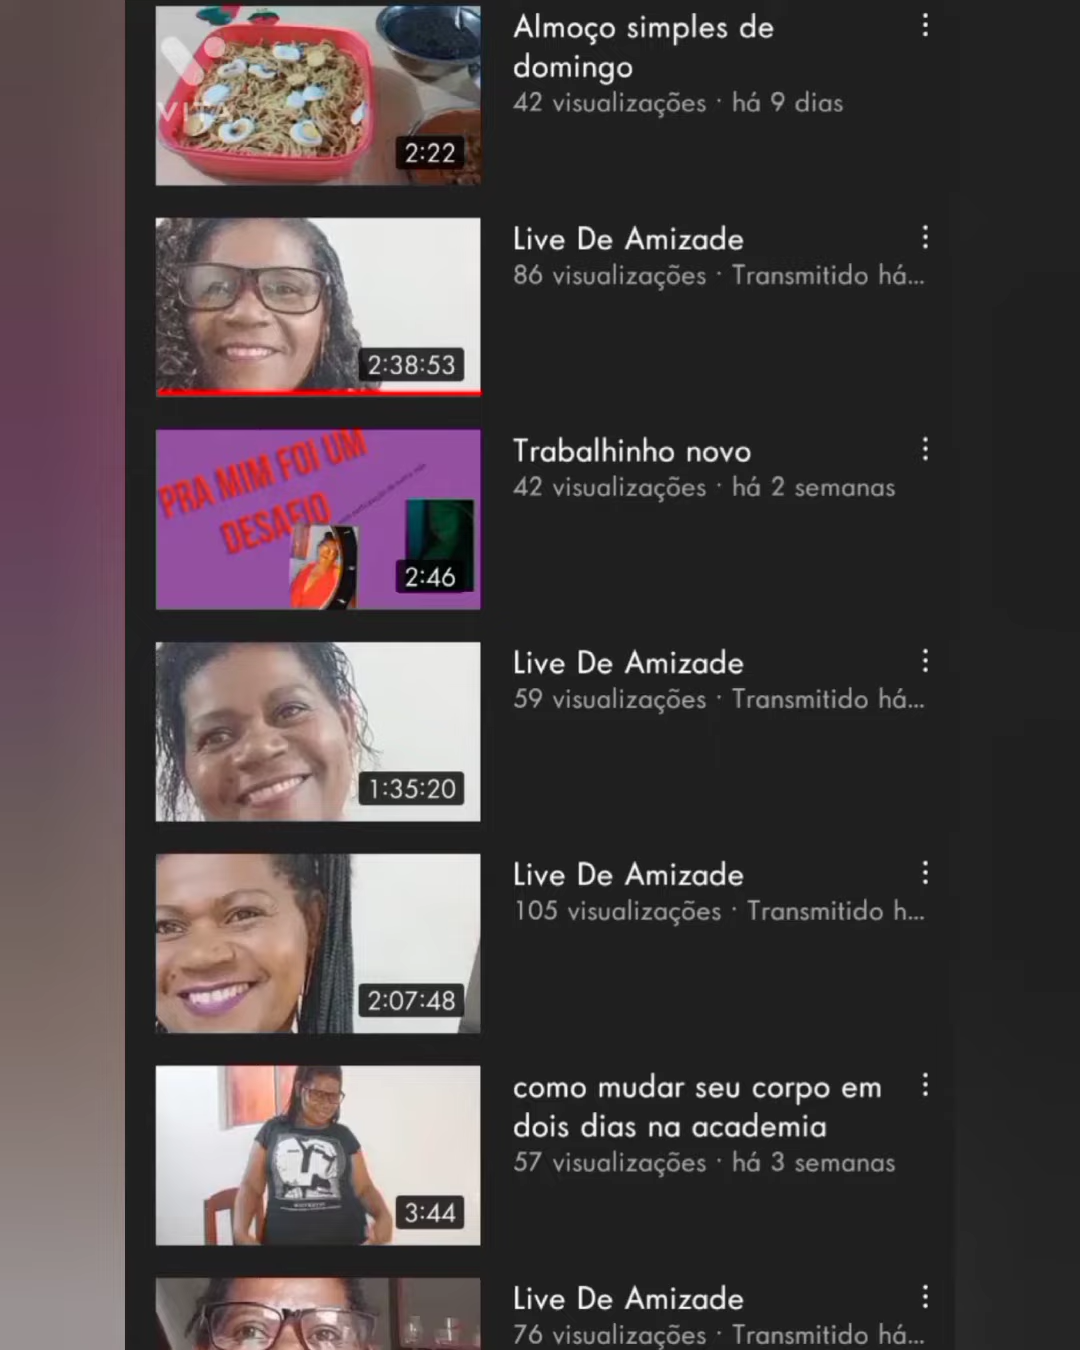 VITA
2:22
Almoço simples de
domingo
42 visualizações · há 9 dias
2:38:53
Live De Amizade
86 visualizações · Transmitido há...
PRA MIM FOI UM
DESAFIO
2:46
Trabalhinho novo
42 visualizações · há 2 semanas
1:35:20
Live De Amizade
59 visualizações · Transmitido há...
2:07:48
Live De Amizade
105 visualizações · Transmitido h...
3:44
como mudar seu corpo em
dois dias na academia
57 visualizações · há 3 semanas
Live De Amizade
76 visualizações · Transmitido há...